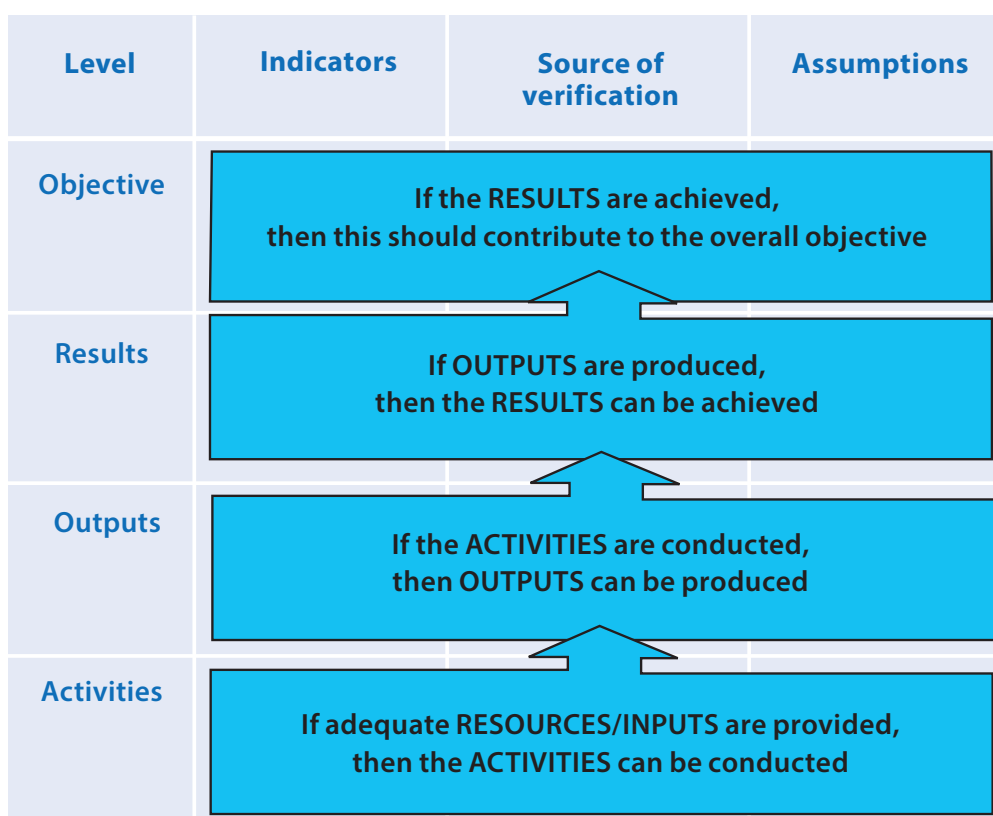 Level
Indicators
Source of
verification
Assumptions
Objective
If the RESULTS are achieved,
then this should contribute to the overall objective
Results
If OUTPUTS are produced,
then the RESULTS can be achieved
Outputs
If the ACTIVITIES are conducted,
then OUTPUTS can be produced
Activities
If adequate RESOURCES/INPUTS are provided,
then the ACTIVITIES can be conducted